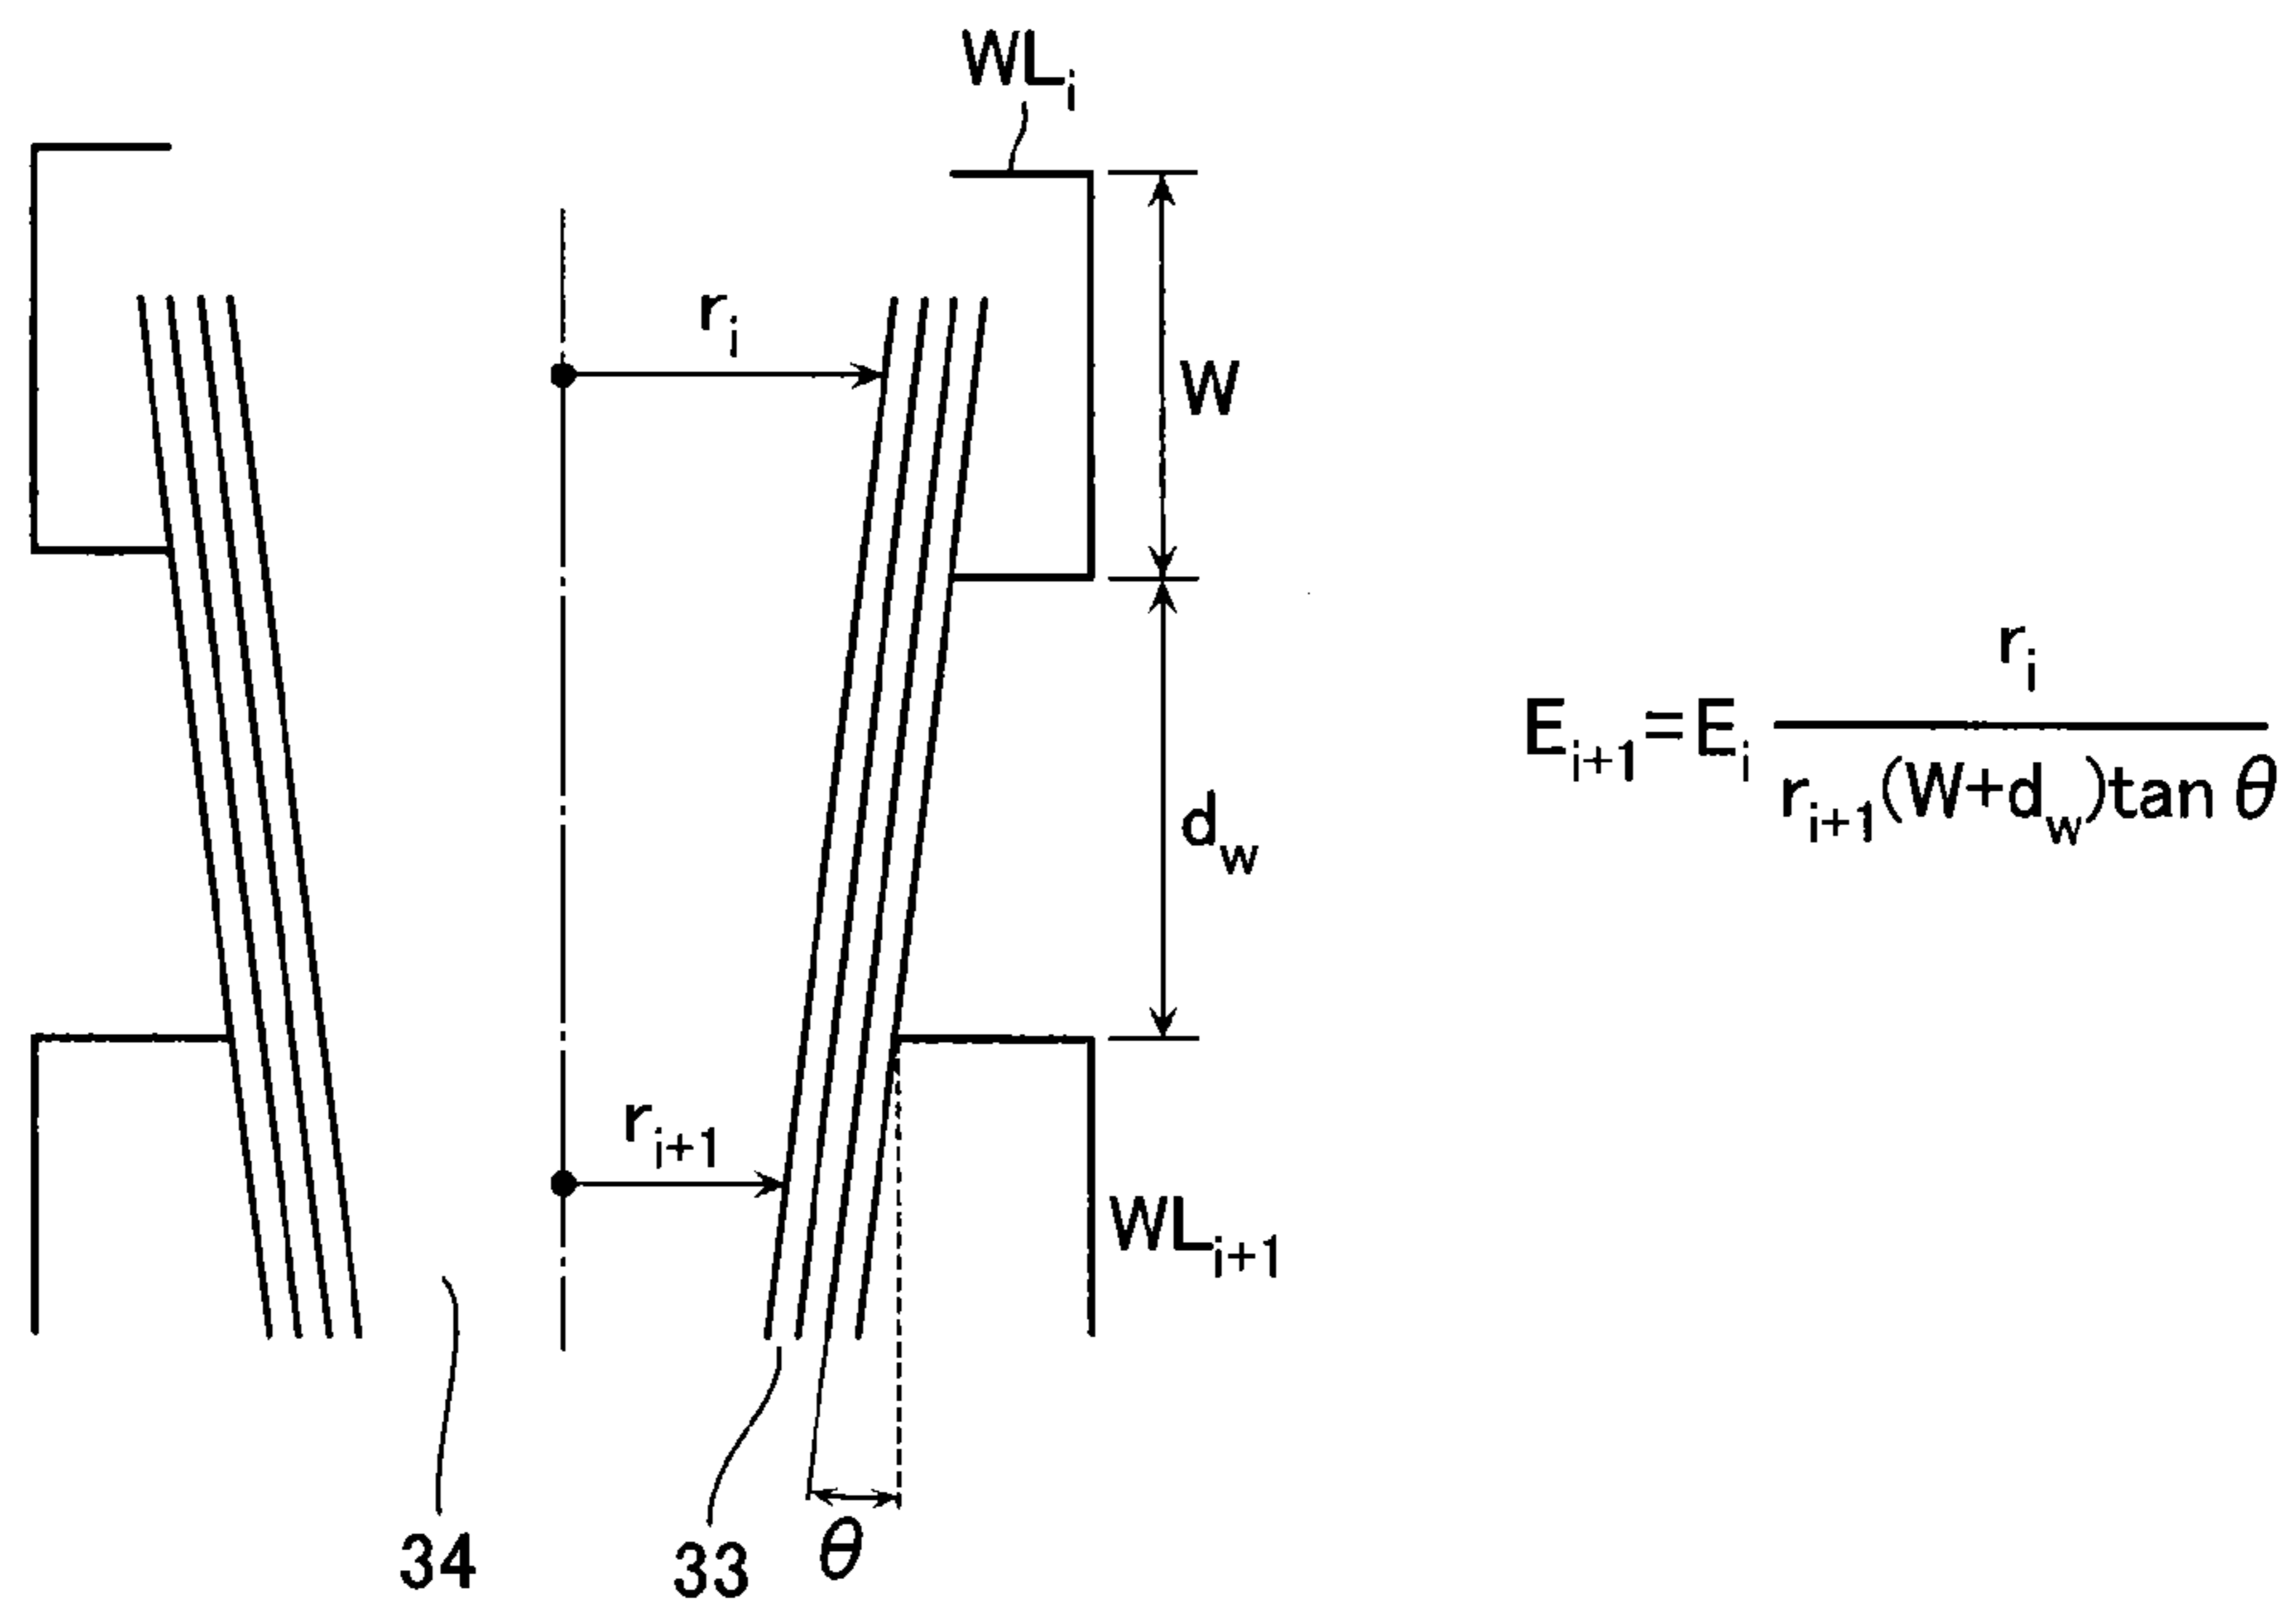 WLi
ri
W
Ei+1=Ei ri / ri+1(W+dw)tan θ
dw
ri+1
WLi+1
34
33
θ